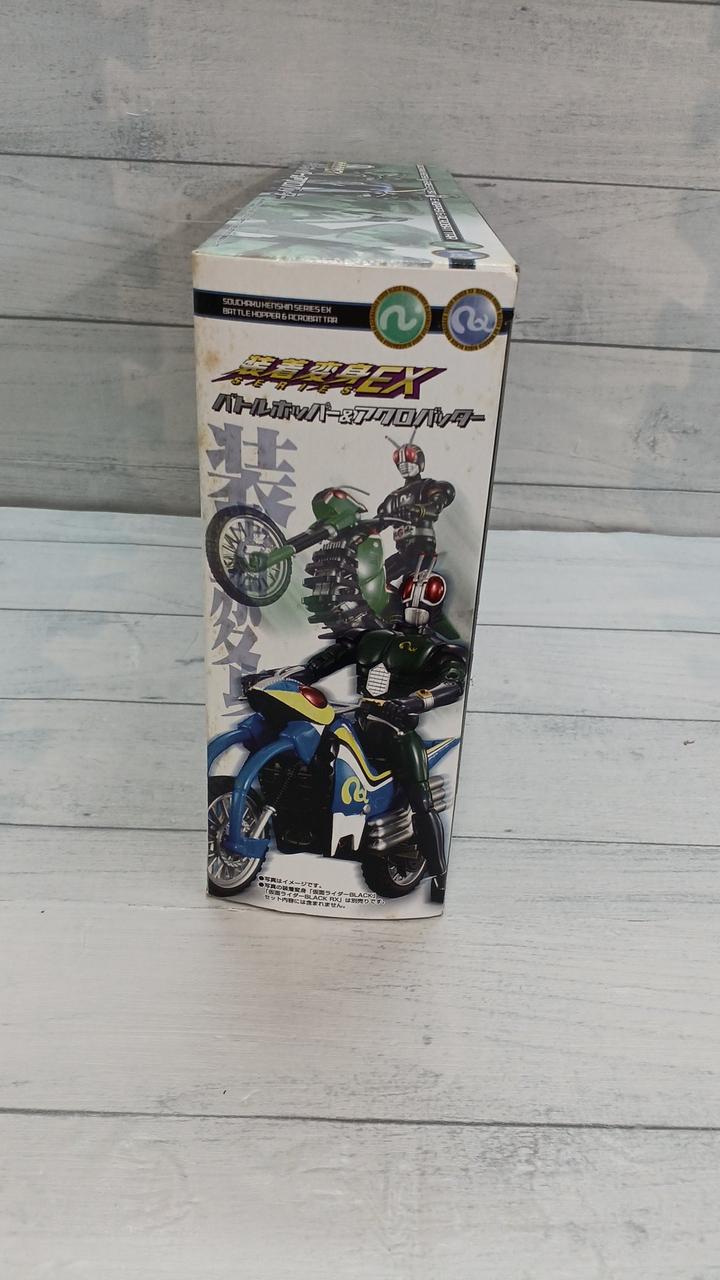 SOUCHAKU HENSHIN SERIES EX
BATTLE HOPPER & ACROBATTAR
装着変身EX
SERIES
バトルホッパー&アクロバッター
装
変身
●写真はイメージです。
●写真の装着変身「仮面ライダーBLACK」
「仮面ライダーBLACK RX」は別売りです。
セット内容には含まれません。